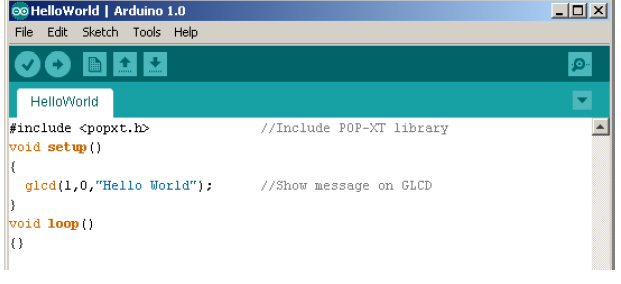 HelloWorld | Arduino 1.0
File Edit Sketch Tools Help
HelloWorld
#include <popxt.h> //Include POP-XT library
void setup()
{
glcd(1,0,"Hello World"); //Show message on GLCD
}
void loop()
{}